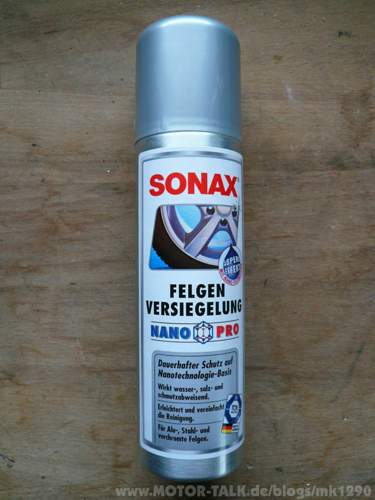 SONAX
FELGEN
VERSIEGELUNG
NANO PRO
Dauerhafter Schutz auf
Nanotechnologie-Basis
Wirkt wasser-, salz- und
schmutzabweisend.
Erleichtert und vereinfacht
die Reinigung.
Für Alu-, Stahl- und
verchromte Felgen.
www.MOTOR-TALK.de/blogs/mk1290